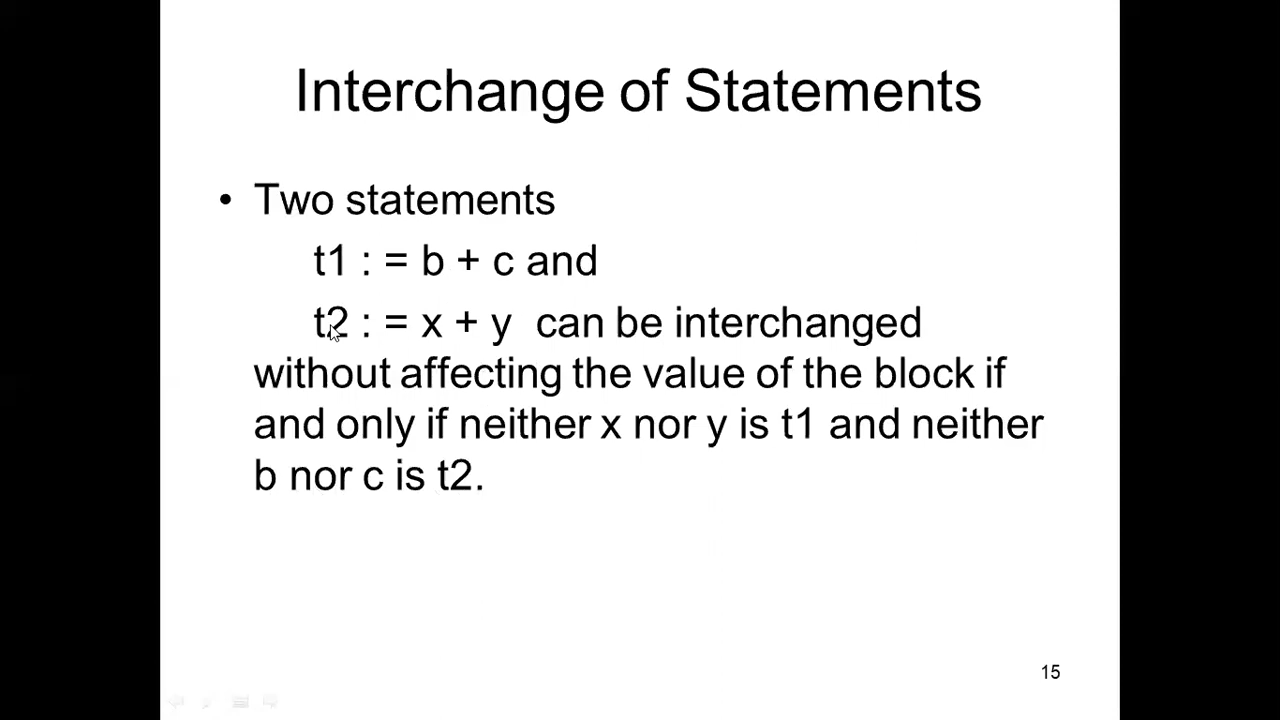 Interchange of Statements
• Two statements
t1 : = b + c and
t2 : = x + y can be interchanged
without affecting the value of the block if
and only if neither x nor y is t1 and neither
b nor c is t2.
15